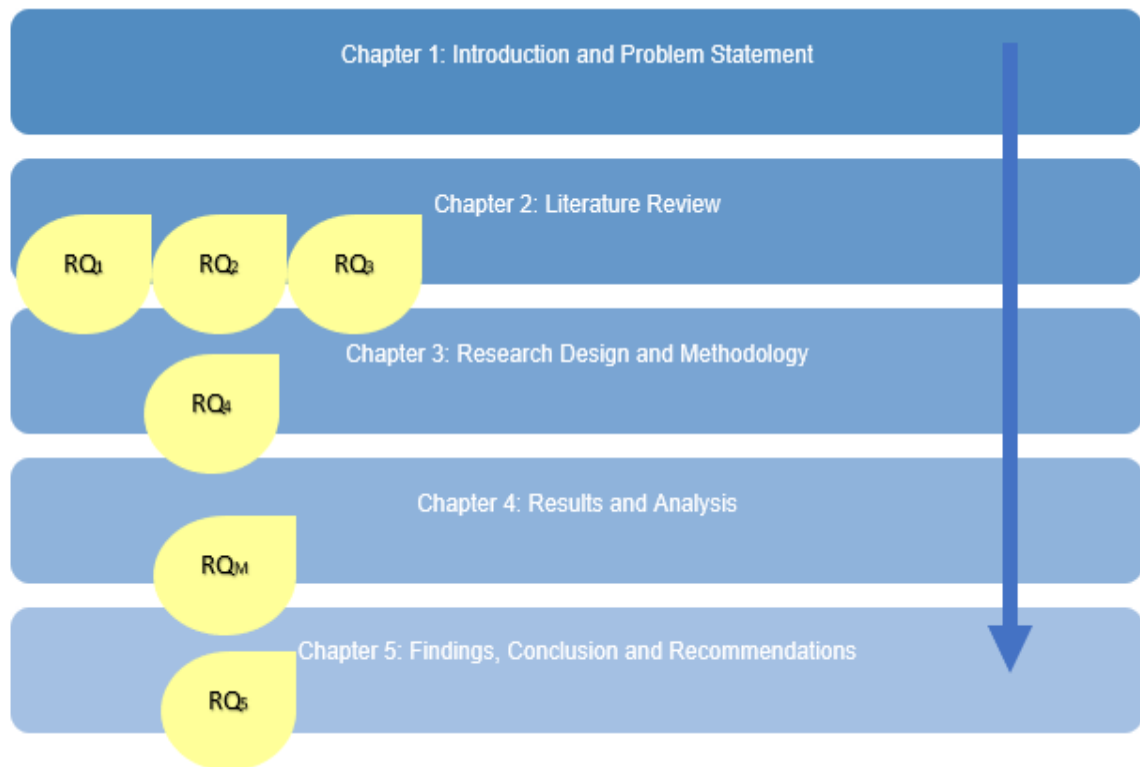 Chapter 1: Introduction and Problem Statement
Chapter 2: Literature Review
RQ1 RQ2 RQ3
Chapter 3: Research Design and Methodology
RQ4
Chapter 4: Results and Analysis
RQM
Chapter 5: Findings, Conclusion and Recommendations
RQ5